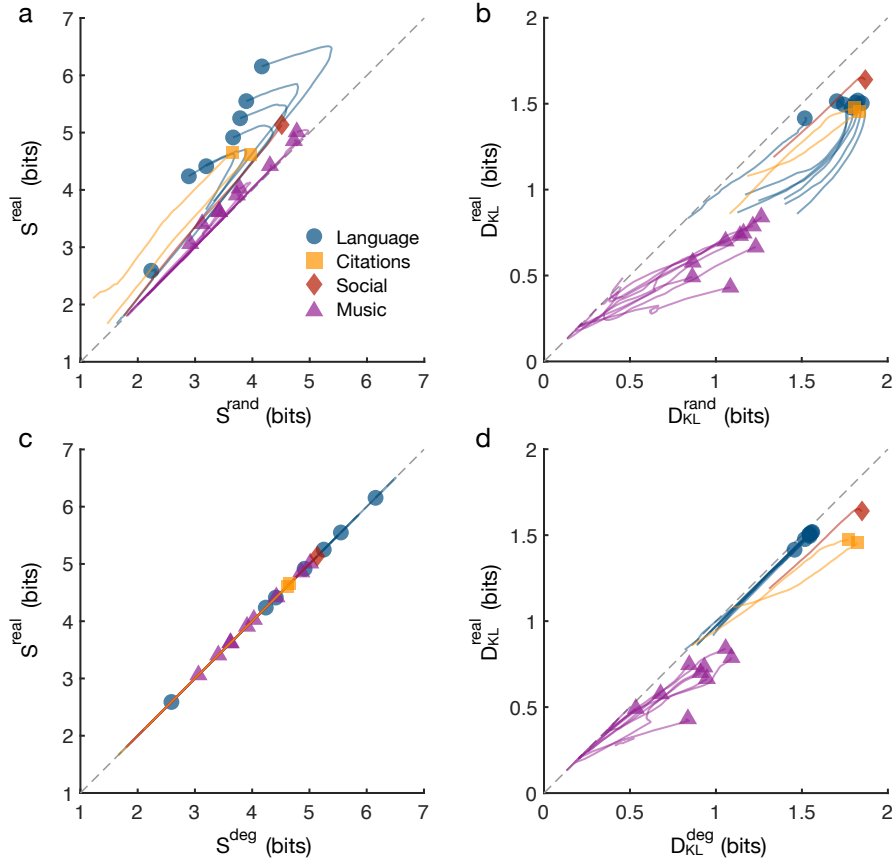 a
7
6
5
4
3
2
1
S^real (bits)
1 2 3 4 5 6 7
S^rand (bits)
Language
Citations
Social
Music
b
2
1.5
1
0.5
0
D_KL^real (bits)
0 0.5 1 1.5 2
D_KL^rand (bits)
c
7
6
5
4
3
2
1
S^real (bits)
1 2 3 4 5 6 7
S^deg (bits)
d
2
1.5
1
0.5
0
D_KL^real (bits)
0 0.5 1 1.5 2
D_KL^deg (bits)